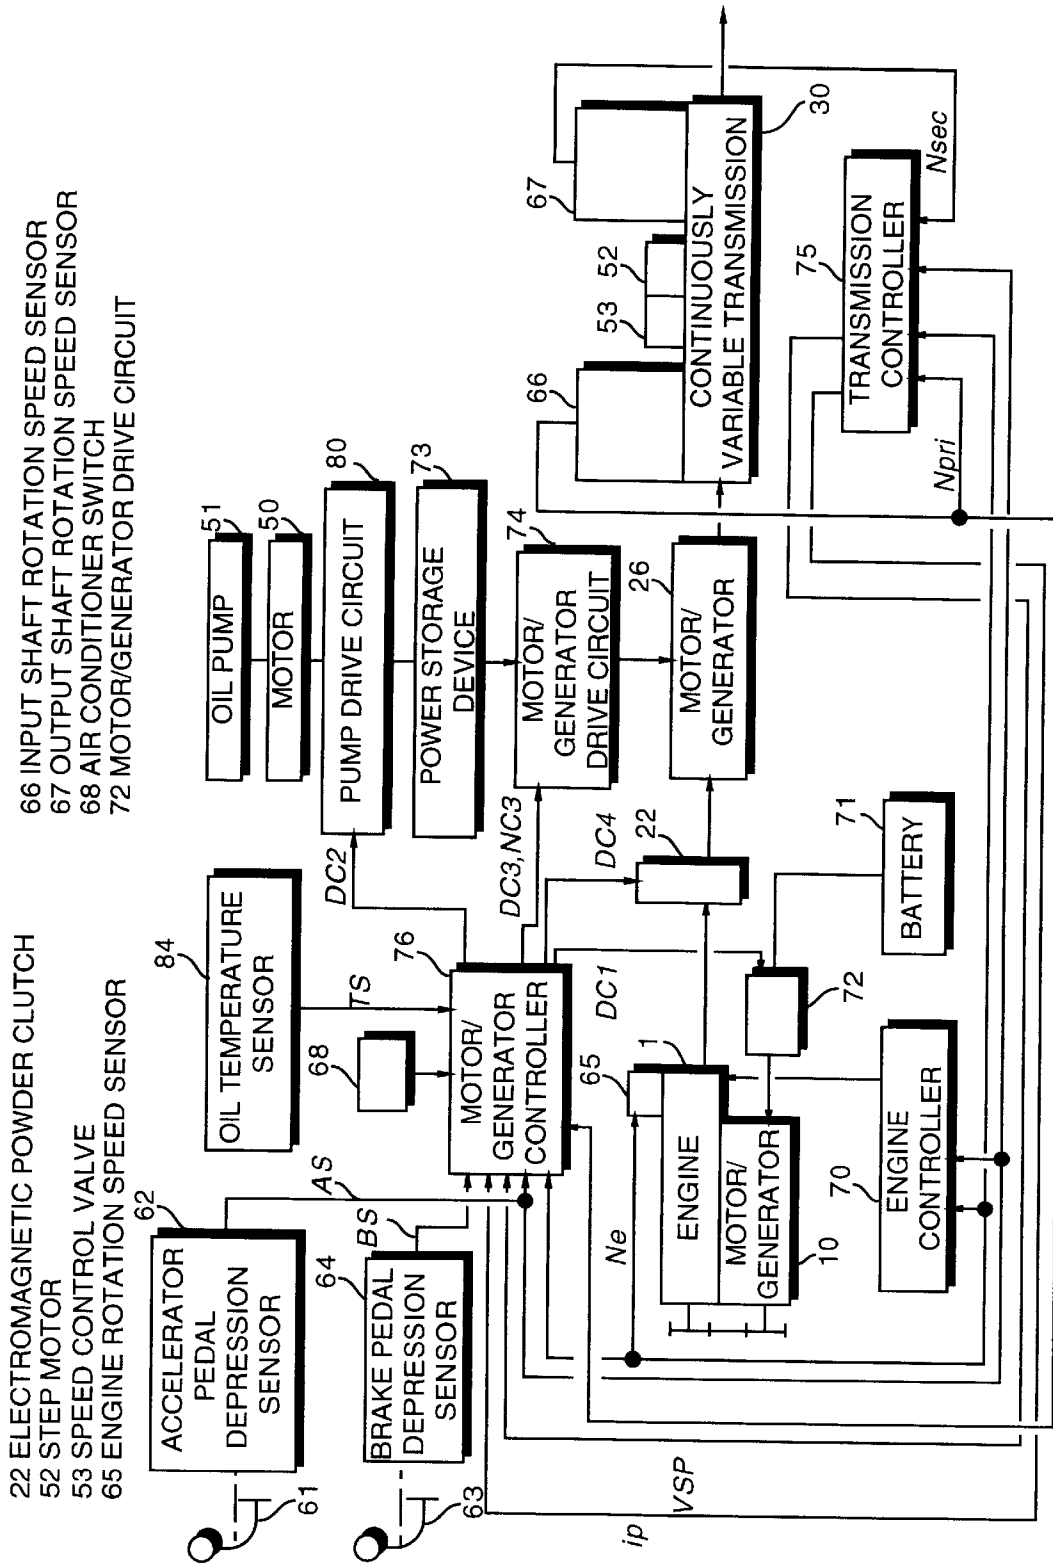 22 ELECTROMAGNETIC POWDER CLUTCH
52 STEP MOTOR
53 SPEED CONTROL VALVE
65 ENGINE ROTATION SPEED SENSOR
66 INPUT SHAFT ROTATION SPEED SENSOR
67 OUTPUT SHAFT ROTATION SPEED SENSOR
68 AIR CONDITIONER SWITCH
72 MOTOR/GENERATOR DRIVE CIRCUIT
61
62
ACCELERATOR
PEDAL
DEPRESSION
SENSOR
AS
84
OIL TEMPERATURE
SENSOR
TS
OIL PUMP
51
MOTOR
50
PUMP DRIVE CIRCUIT
80
DC2
POWER STORAGE
DEVICE
73
63
64
BRAKE PEDAL
DEPRESSION
SENSOR
BS
68
76
MOTOR/
GENERATOR
CONTROLLER
DC3,NC3
MOTOR/
GENERATOR
DRIVE CIRCUIT
74
DC4
22
DC1
MOTOR/
GENERATOR
26
66
53
52
67
CONTINUOUSLY
VARIABLE TRANSMISSION
30
ip
VSP
Ne
65
1
ENGINE
MOTOR/
GENERATOR
10
72
71
BATTERY
70
ENGINE
CONTROLLER
75
TRANSMISSION
CONTROLLER
Npri
Nsec